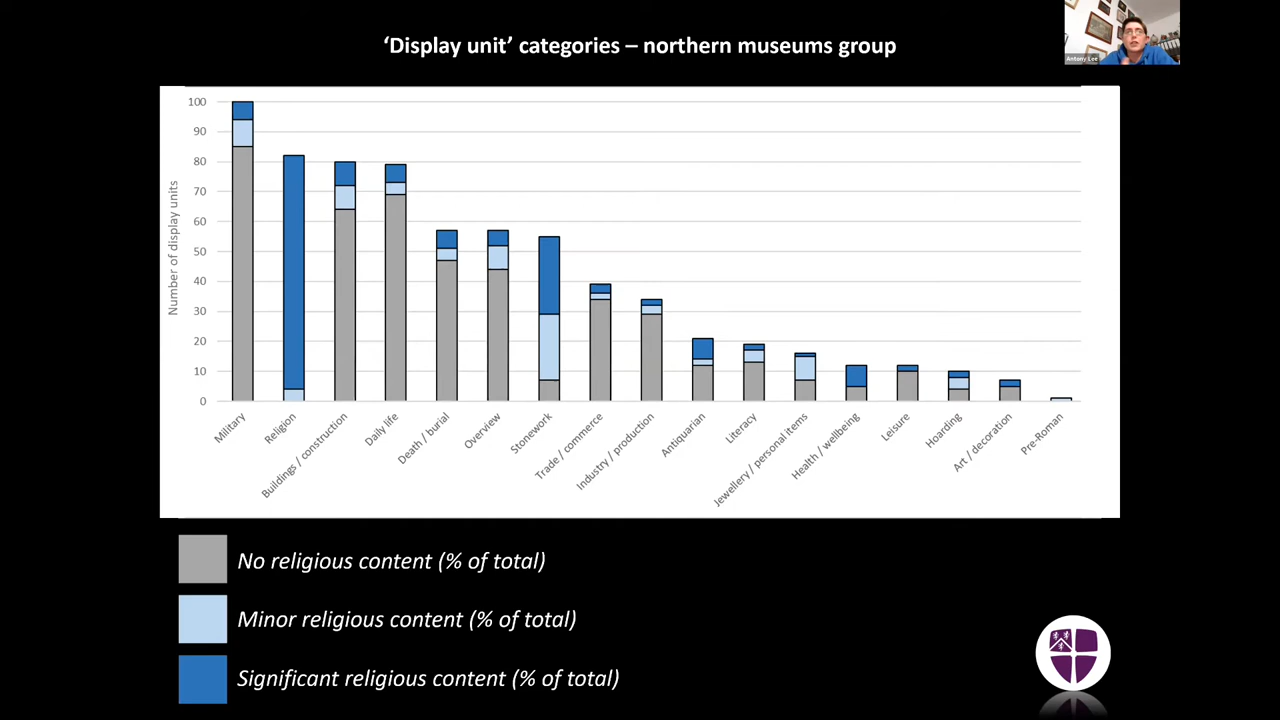 ‘Display unit’ categories – northern museums group
Antony Lee
Number of display units
100
90
80
70
60
50
40
30
20
10
0
Military
Religion
Buildings / construction
Daily life
Death / burial
Overview
Stonework
Trade / commerce
Industry / production
Antiquarian
Literacy
Jewellery / personal items
Health / wellbeing
Leisure
Hoarding
Art / decoration
Pre-Roman
No religious content (% of total)
Minor religious content (% of total)
Significant religious content (% of total)